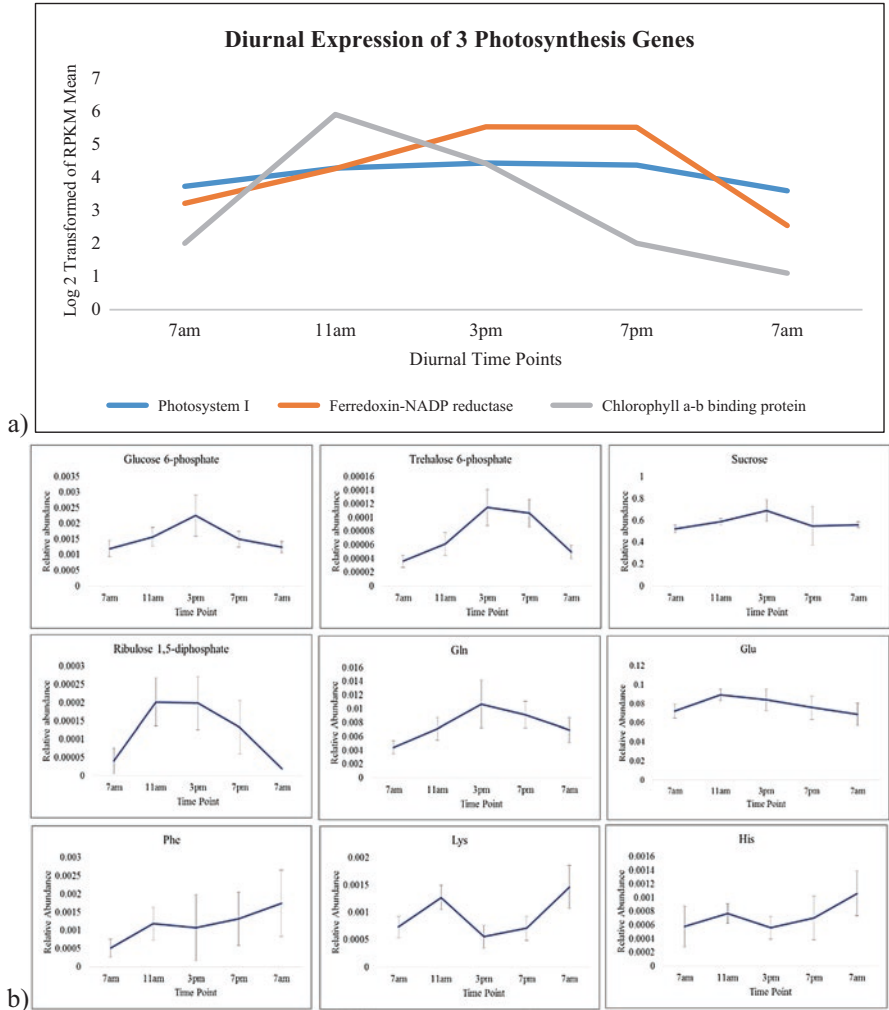 Diurnal Expression of 3 Photosynthesis Genes
Log 2 Transformed of RPKM Mean
7
6
5
4
3
2
1
0
7am 11am 3pm 7pm 7am
Diurnal Time Points
Photosystem I Ferredoxin-NADP reductase Chlorophyll a-b binding protein
a)
Glucose 6-phosphate
Relative abundance
0.0035
0.003
0.0025
0.002
0.0015
0.001
0.0005
0
7am 11am 3pm 7pm 7am
Time Point
Trehalose 6-phosphate
Relative abundance
0.00016
0.00014
0.00012
0.0001
0.00008
0.00006
0.00004
0.00002
0
7am 11am 3pm 7pm 7am
Time Point
Sucrose
Relative abundance
1
0.8
0.6
0.4
0.2
0
7am 11am 3pm 7pm 7am
Time Point
Ribulose 1,5-diphosphate
Relative abundance
0.0003
0.00025
0.0002
0.00015
0.0001
0.00005
0
7am 11am 3pm 7pm 7am
Time Point
Gln
Relative Abundance
0.016
0.014
0.012
0.01
0.008
0.006
0.004
0.002
0
7am 11am 3pm 7pm 7am
Time Point
Glu
Relative Abundance
0.12
0.1
0.08
0.06
0.04
0.02
0
7am 11am 3pm 7pm 7am
Time Point
Phe
Relative Abundance
0.003
0.0025
0.002
0.0015
0.001
0.0005
0
7am 11am 3pm 7pm 7am
Time Point
Lys
Relative Abundance
0.002
0.0015
0.001
0.0005
0
7am 11am 3pm 7pm 7am
Time Point
His
Relative Abundance
0.0016
0.0014
0.0012
0.001
0.0008
0.0006
0.0004
0.0002
0
7am 11am 3pm 7pm 7am
Time Point
b)